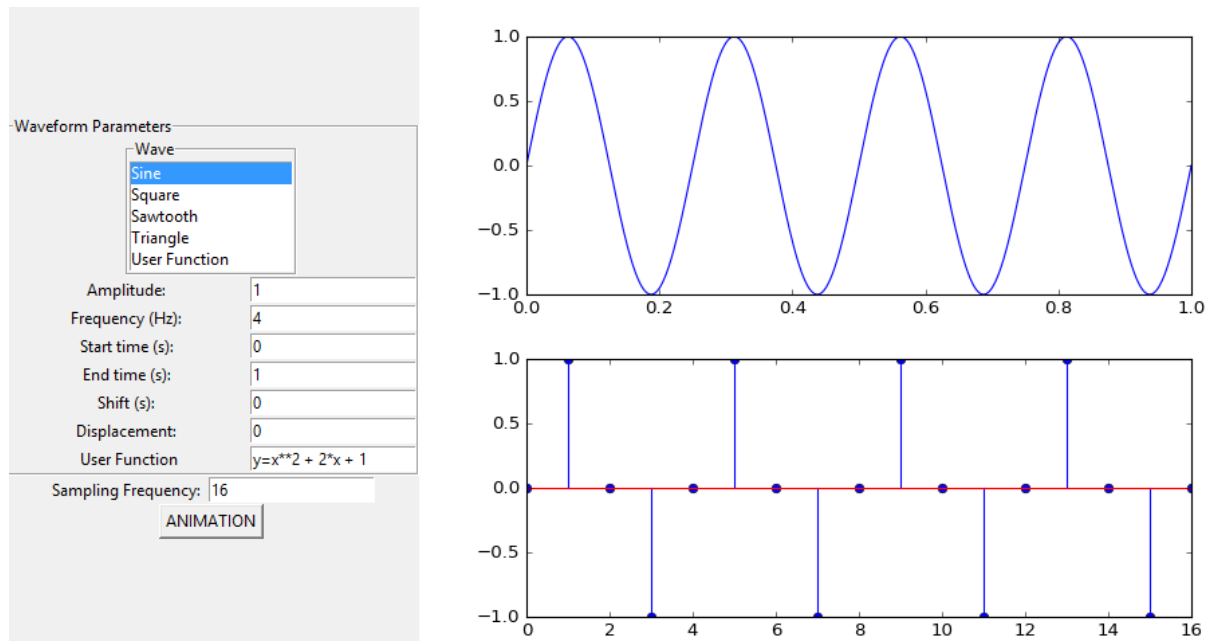 Waveform Parameters
Wave
Sine
Square
Sawtooth
Triangle
User Function
Amplitude: 1
Frequency (Hz): 4
Start time (s): 0
End time (s): 1
Shift (s): 0
Displacement: 0
User Function y=x**2 + 2*x + 1
Sampling Frequency: 16
ANIMATION
1.0
0.5
0.0
−0.5
−1.0
0.0 0.2 0.4 0.6 0.8 1.0
1.0
0.5
0.0
−0.5
−1.0
0 2 4 6 8 10 12 14 16